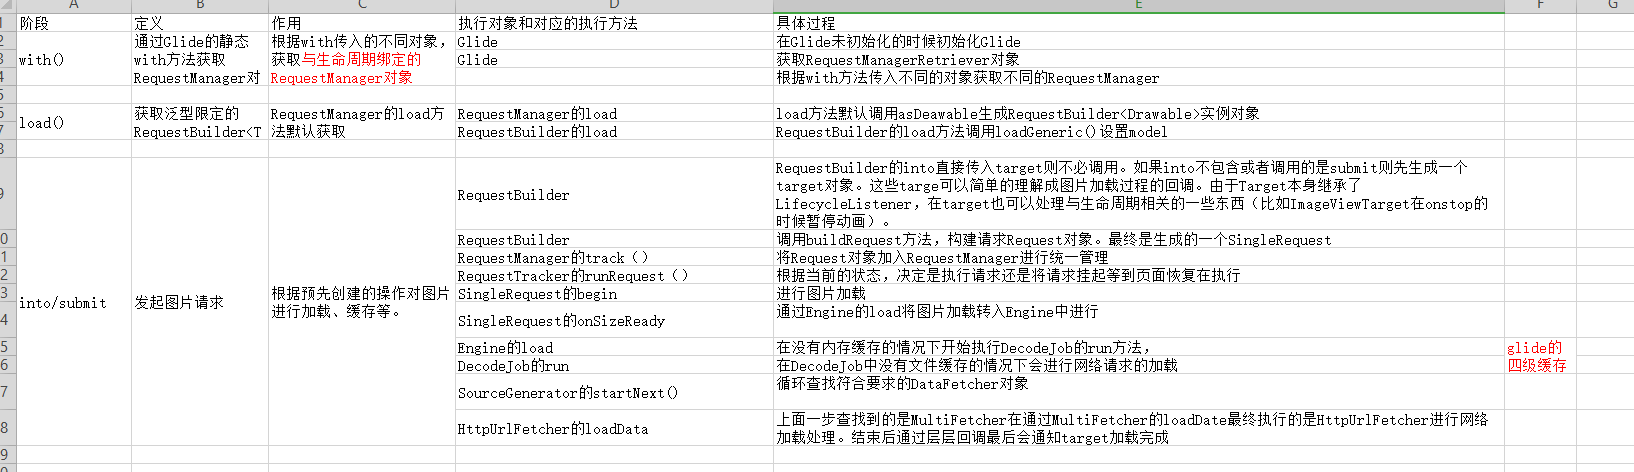 A B C D E F G
1 阶段 定义 作用 执行对象和对应的执行方法 具体过程
2 通过Glide的静态 根据with传入的不同对象, Glide 在Glide未初始化的时候初始化Glide
3 with() with方法获取 获取与生命周期绑定的 Glide 获取RequestManagerRetriever对象
4 RequestManager对 RequestManager对象 根据with方法传入不同的对象获取不同的RequestManager
5
6 load() 获取泛型限定的 RequestManager的load方 RequestManager的load load方法默认调用asDeawable生成RequestBuilder<Drawable>实例对象
7 RequestBuilder<T 法默认获取 RequestBuilder的load RequestBuilder的load方法调用loadGeneric()设置model
8
RequestBuilder的into直接传入target则不必调用。如果into不包含或者调用的是submit则先生成一个
9 RequestBuilder target对象。这些targe可以简单的理解成图片加载过程的回调。由于Target本身继承了
LifecycleListener, 在target也可以处理与生命周期相关的一些东西（比如ImageViewTarget在onstop的
时候暂停动画）。
0 RequestBuilder 调用buildRequest方法, 构建请求Request对象。最终是生成的一个SingleRequest
1 RequestManager的track（） 将Request对象加入RequestManager进行统一管理
2 RequestTracker的runRequest（） 根据当前的状态, 决定是执行请求还是将请求挂起等到页面恢复在执行
3 into/submit 发起图片请求 根据预先创建的操作对图片 SingleRequest的begin 进行图片加载
4 进行加载、缓存等。 SingleRequest的onSizeReady 通过Engine的load将图片加载转入Engine中进行
5 Engine的load 在没有内存缓存的情况下开始执行DecodeJob的run方法, glide的
6 DecodeJob的run 在DecodeJob中没有文件缓存的情况下会进行网络请求的加载 四级缓存
7 SourceGenerator的startNext() 循环查找符合要求的DataFetcher对象
8 HttpUrlFetcher的loadData 上面一步查找到的是MultiFetcher在通过MultiFetcher的loadDate最终执行的是HttpUrlFetcher进行网络
加载处理。结束后通过层层回调最后会通知target加载完成
9